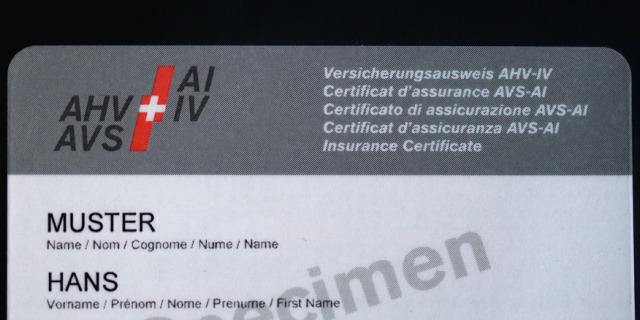 AI
AHV IV
AVS
Versicherungsausweis AHV-IV
Certificat d'assurance AVS-AI
Certificato di assicurazione AVS-AI
Certificat d'assicuranza AVS-AI
Insurance Certificate
MUSTER
Name / Nom / Cognome / Nume / Name
HANS
Vorname / Prénom / Nome / Prenume / First Name
Specimen